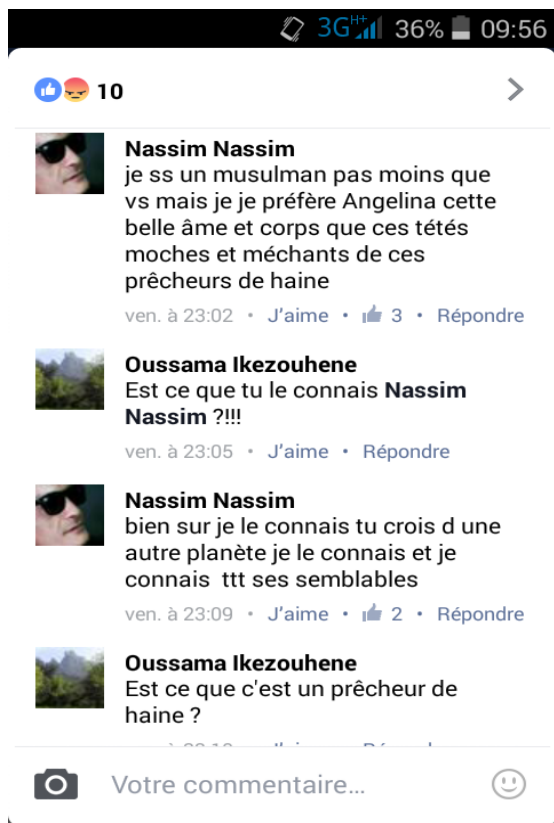 3G H+ 36% 09:56
10
Nassim Nassim
je ss un musulman pas moins que
vs mais je je préfère Angelina cette
belle âme et corps que ces tétés
moches et méchants de ces
prêcheurs de haine
ven. à 23:02 • J'aime • 3 • Répondre
Oussama Ikezouhene
Est ce que tu le connais Nassim
Nassim ?!!!
ven. à 23:05 • J'aime • Répondre
Nassim Nassim
bien sur je le connais tu crois d une
autre planète je le connais et je
connais ttt ses semblables
ven. à 23:09 • J'aime • 2 • Répondre
Oussama Ikezouhene
Est ce que c'est un prêcheur de
haine ?
Votre commentaire...